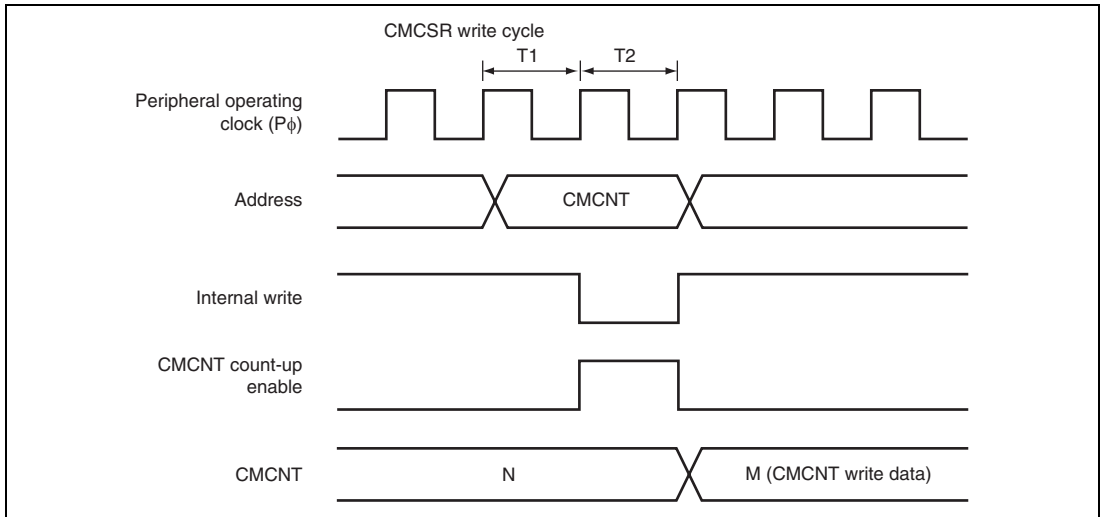 CMCSR write cycle
T1 T2
Peripheral operating
clock (Pϕ)
Address CMCNT
Internal write
CMCNT count-up
enable
CMCNT N M (CMCNT write data)